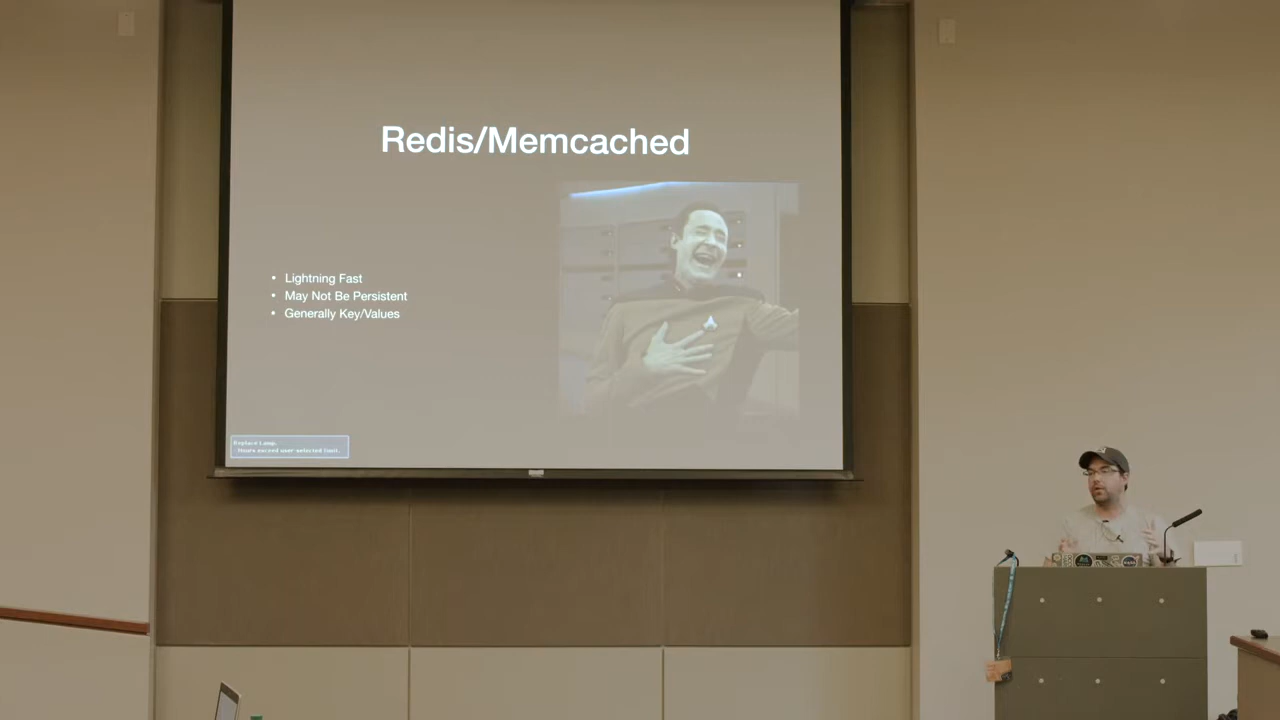 Redis/Memcached
• Lightning Fast
• May Not Be Persistent
• Generally Key/Values
Replace Lamp.
Hours exceed user selected limit.